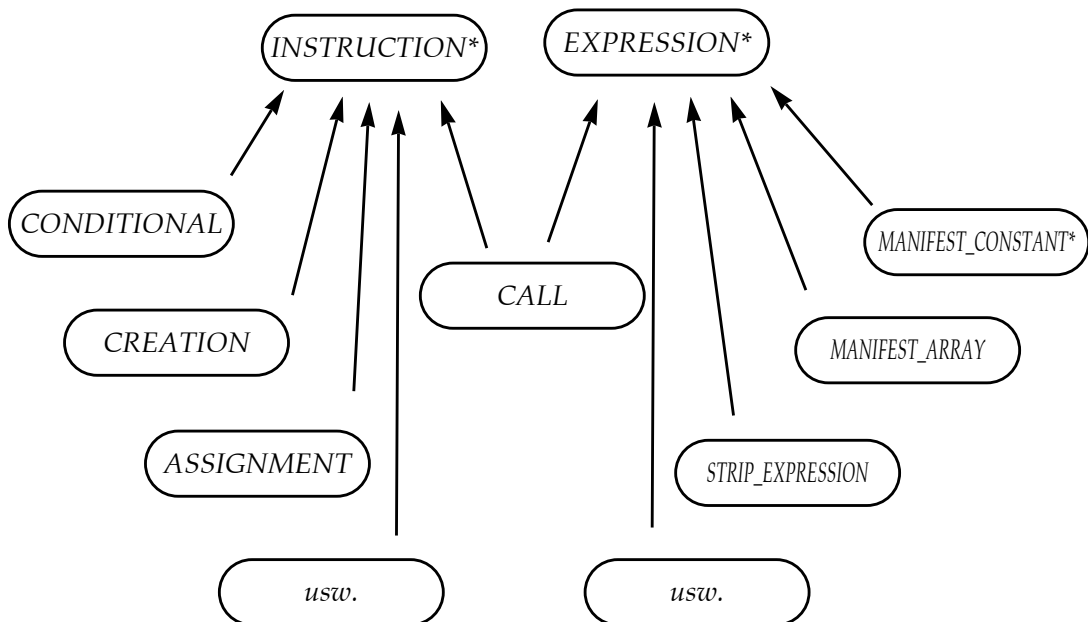 INSTRUCTION*
EXPRESSION*
CONDITIONAL
MANIFEST_CONSTANT*
CALL
CREATION
MANIFEST_ARRAY
ASSIGNMENT
STRIP_EXPRESSION
usw.
usw.